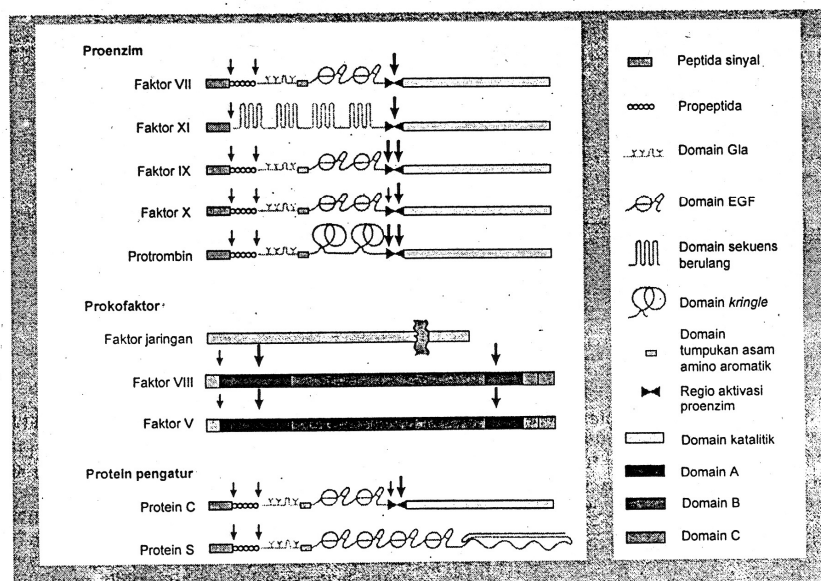 Proenzim
Faktor VII
Faktor XI
Faktor IX
Faktor X
Protrombin
Prokofaktor
Faktor jaringan
Faktor VIII
Faktor V
Protein pengatur
Protein C
Protein S
Peptida sinyal
Propeptida
Domain Gla
Domain EGF
Domain sekuens
berulang
Domain kringle
Domain
tumpukan asam
amino aromatik
Regio aktivasi
proenzim
Domain katalitik
Domain A
Domain B
Domain C